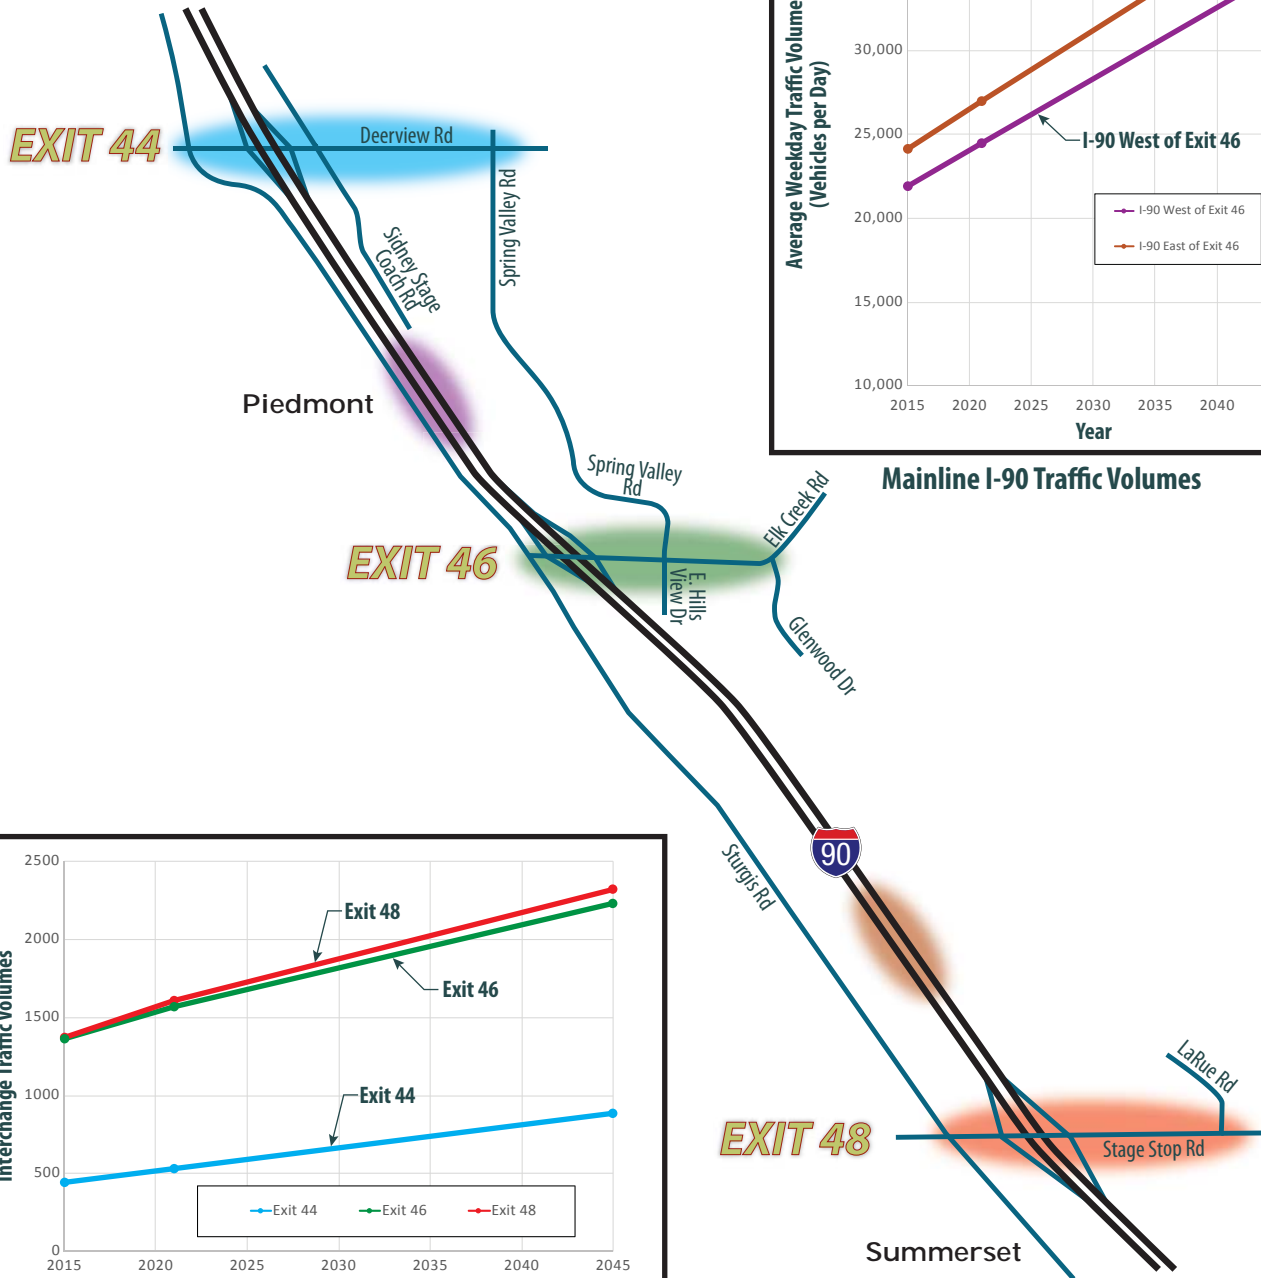 EXIT 44
Deerview Rd
Spring Valley Rd
Sidney Stage
Coach Rd
Piedmont
Average Weekday Traffic Volume
(Vehicles per Day)
30,000
25,000
20,000
15,000
10,000
I-90 West of Exit 46
I-90 West of Exit 46
I-90 East of Exit 46
2015 2020 2025 2030 2035 2040
Year
Mainline I-90 Traffic Volumes
Spring Valley
Rd
Elk Creek Rd
EXIT 46
E. Hills
View Dr
Glenwood Dr
90
Sturgis Rd
Interchange Traffic Volumes
2500
2000
1500
1000
500
0
Exit 48
Exit 46
Exit 44
Exit 44 Exit 46 Exit 48
2015 2020 2025 2030 2035 2040 2045
LaRue Rd
EXIT 48
Stage Stop Rd
Summerset